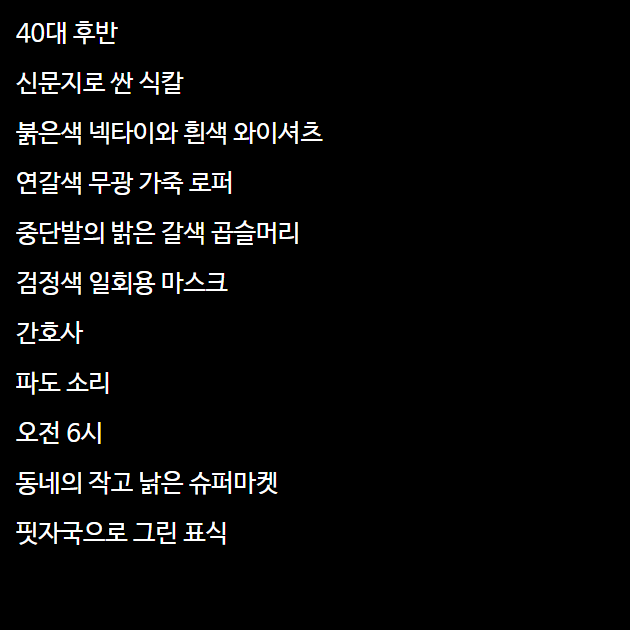 40대 후반
신문지로 싼 식칼
붉은색 넥타이와 흰색 와이셔츠
연갈색 무광 가죽 로퍼
중단발의 밝은 갈색 곱슬머리
검정색 일회용 마스크
간호사
파도 소리
오전 6시
동네의 작고 낡은 슈퍼마켓
핏자국으로 그린 표식